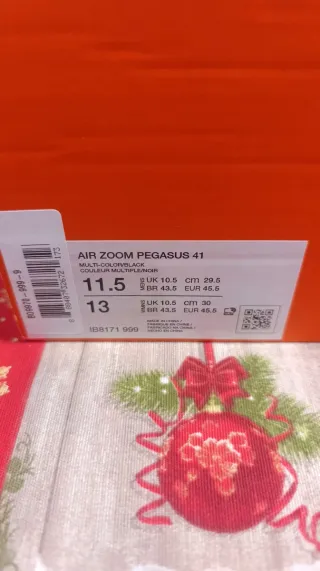 AIR ZOOM PEGASUS 41
MULTI-COLOR/BLACK
COULEUR MULTIPLE/NOIR
11.5 UK 10.5 cm 29.5
BR 43.5 EUR 45.5
13 UK 10.5 cm 30
BR 43.5 EUR 45.5
IB8171 999